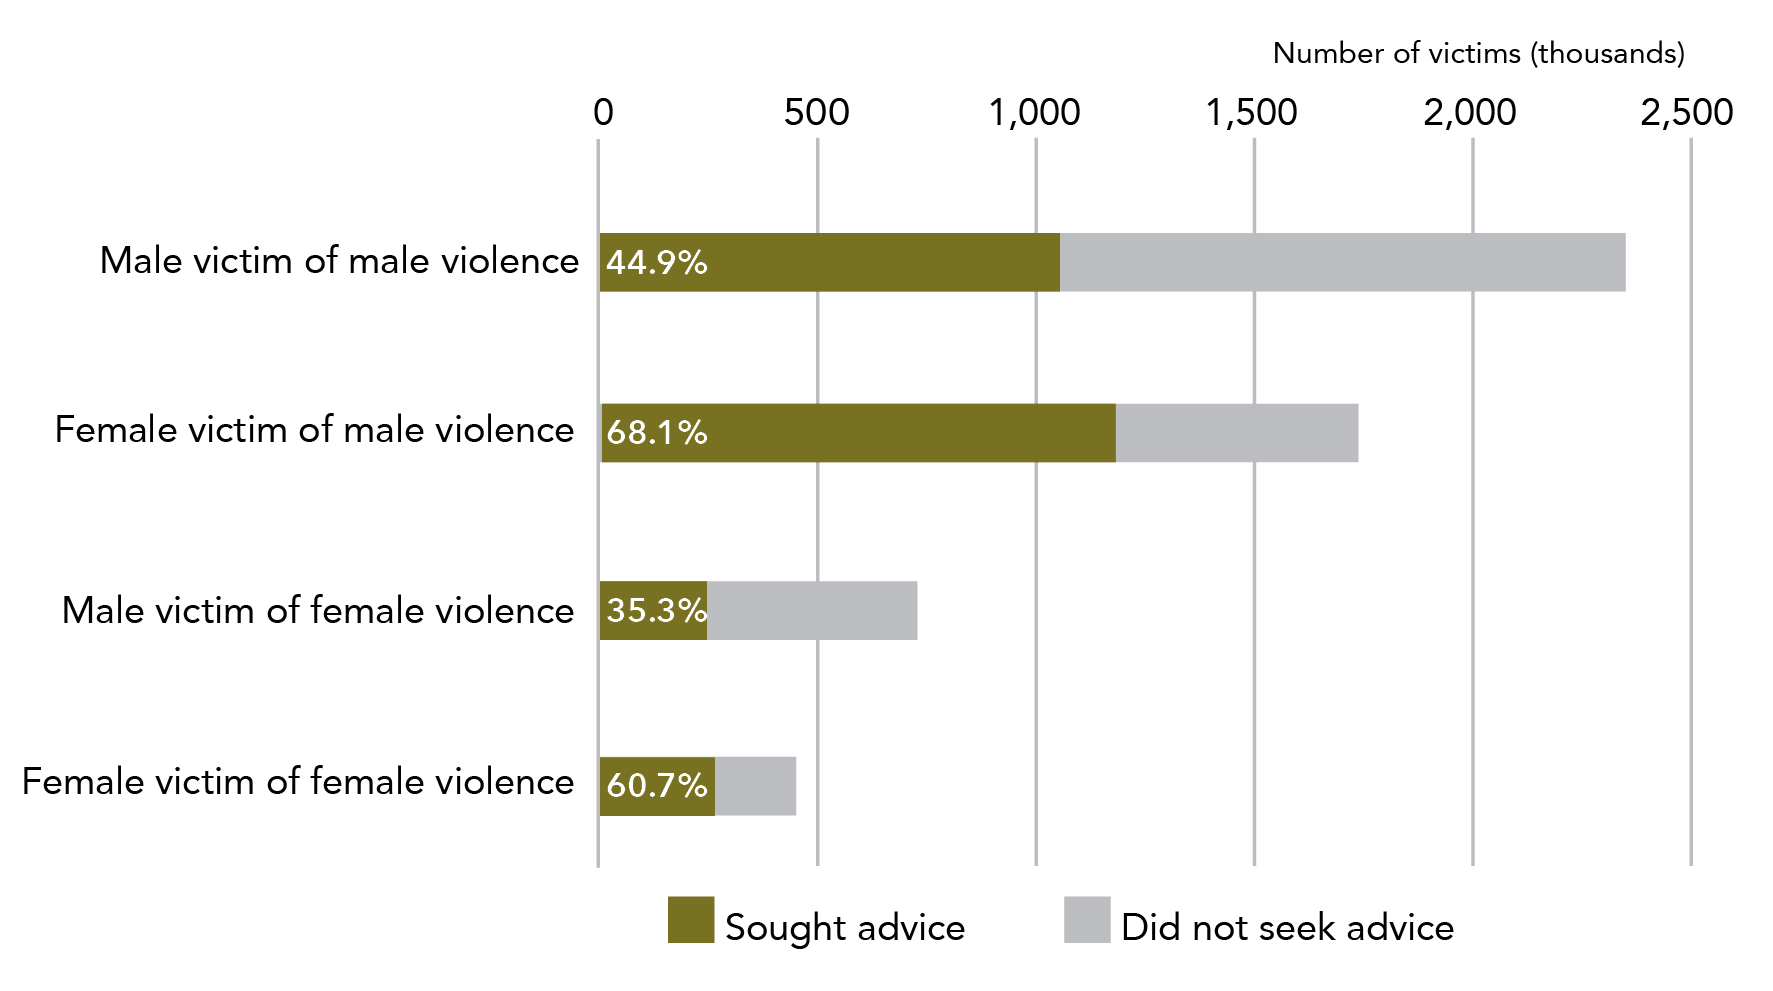 Number of victims (thousands)
0 500 1,000 1,500 2,000 2,500
Male victim of male violence 44.9%
Female victim of male violence 68.1%
Male victim of female violence 35.3%
Female victim of female violence 60.7%
Sought advice Did not seek advice